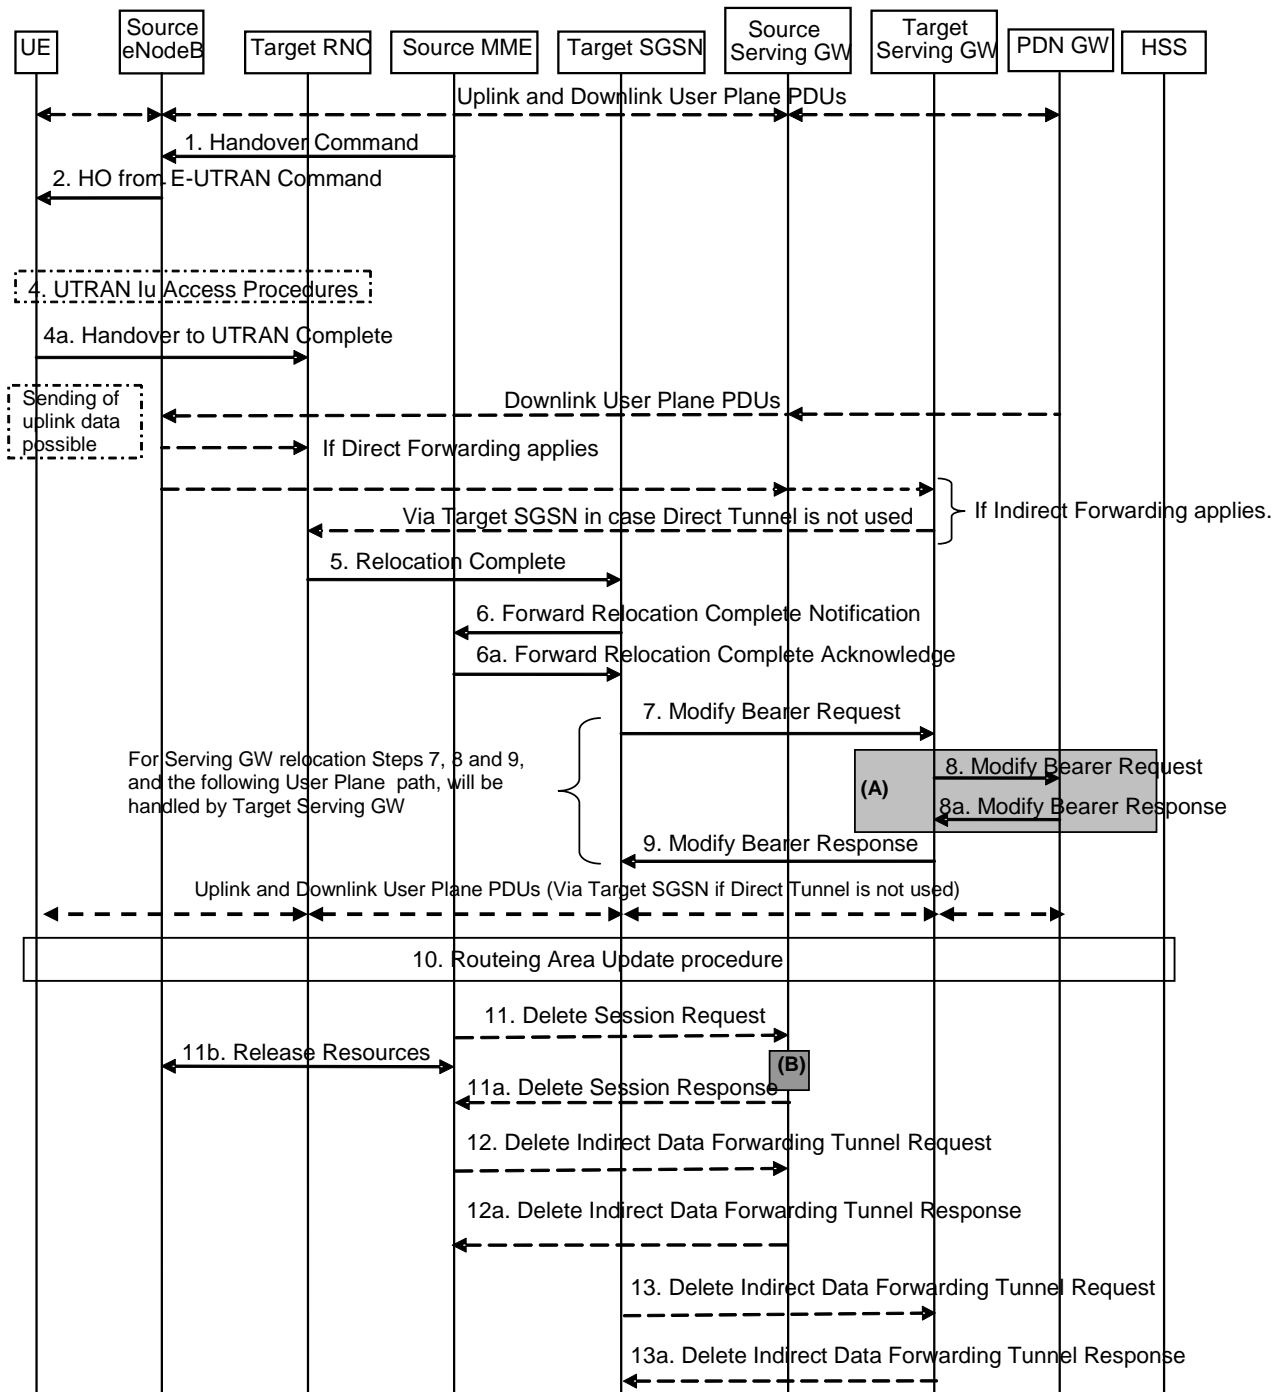 UE
Source
eNodeB
Target RNC
Source MME
Target SGSN
Source
Serving GW
Target
Serving GW
PDN GW
HSS
Uplink and Downlink User Plane PDUs
1. Handover Command
2. HO from E-UTRAN Command
4. UTRAN Iu Access Procedures
4a. Handover to UTRAN Complete
Sending of
uplink data
possible
Downlink User Plane PDUs
If Direct Forwarding applies
Via Target SGSN in case Direct Tunnel is not used
If Indirect Forwarding applies.
5. Relocation Complete
6. Forward Relocation Complete Notification
6a. Forward Relocation Complete Acknowledge
7. Modify Bearer Request
For Serving GW relocation Steps 7, 8 and 9,
and the following User Plane path, will be
handled by Target Serving GW
(A)
8. Modify Bearer Request
8a. Modify Bearer Response
9. Modify Bearer Response
Uplink and Downlink User Plane PDUs (Via Target SGSN if Direct Tunnel is not used)
10. Routeing Area Update procedure
11. Delete Session Request
11b. Release Resources
(B)
11a. Delete Session Response
12. Delete Indirect Data Forwarding Tunnel Request
12a. Delete Indirect Data Forwarding Tunnel Response
13. Delete Indirect Data Forwarding Tunnel Request
13a. Delete Indirect Data Forwarding Tunnel Response